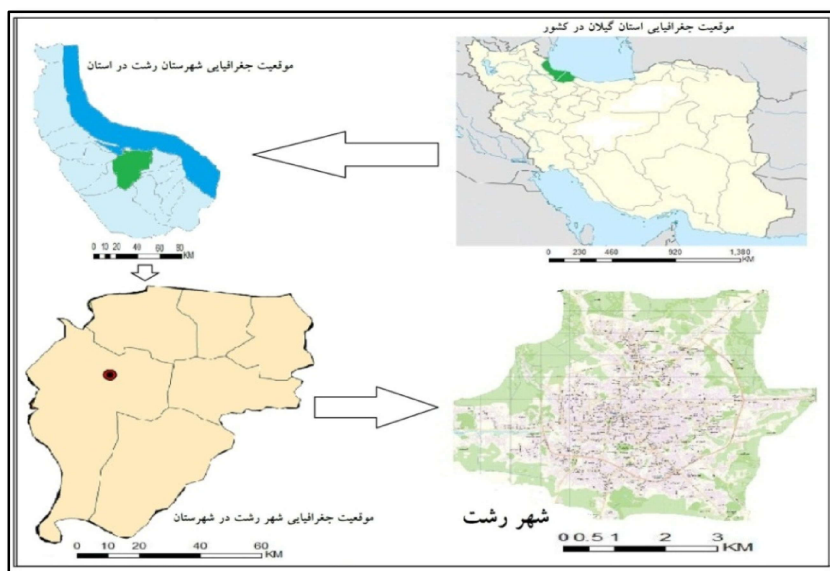 موقعیت جغرافیایی استان گیلان در کشور
0 230 460 920 1,380
KM
موقعیت جغرافیایی شهرستان رشت در استان
0 10 20 40 60 80
KM
موقعیت جغرافیایی شهر رشت در شهرستان
0 10 20 40 60
KM
شهر رشت
0 0.5 1 2 3
KM